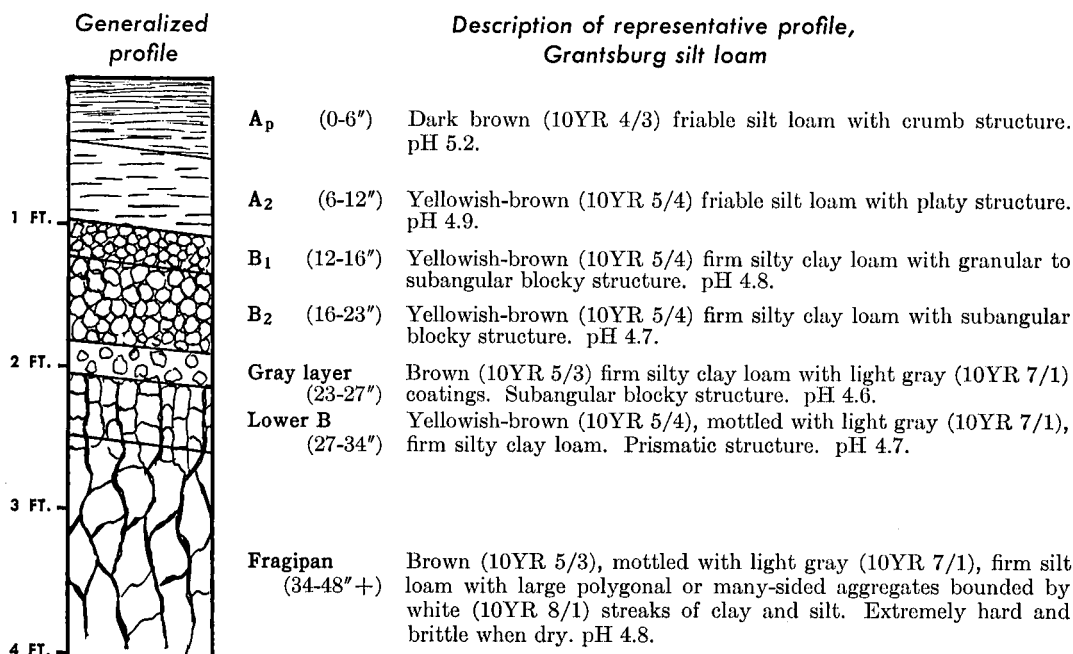 Generalized
profile
Description of representative profile,
Grantsburg silt loam
1 FT.
2 FT.
3 FT.
4 FT.
Ap (0-6″) Dark brown (10YR 4/3) friable silt loam with crumb structure.
pH 5.2.
A2 (6-12″) Yellowish-brown (10YR 5/4) friable silt loam with platy structure.
pH 4.9.
B1 (12-16″) Yellowish-brown (10YR 5/4) firm silty clay loam with granular to
subangular blocky structure. pH 4.8.
B2 (16-23″) Yellowish-brown (10YR 5/4) firm silty clay loam with subangular
blocky structure. pH 4.7.
Gray layer Brown (10YR 5/3) firm silty clay loam with light gray (10YR 7/1)
(23-27″) coatings. Subangular blocky structure. pH 4.6.
Lower B Yellowish-brown (10YR 5/4), mottled with light gray (10YR 7/1),
(27-34″) firm silty clay loam. Prismatic structure. pH 4.7.
Fragipan Brown (10YR 5/3), mottled with light gray (10YR 7/1), firm silt
(34-48″+) loam with large polygonal or many-sided aggregates bounded by
white (10YR 8/1) streaks of clay and silt. Extremely hard and
brittle when dry. pH 4.8.